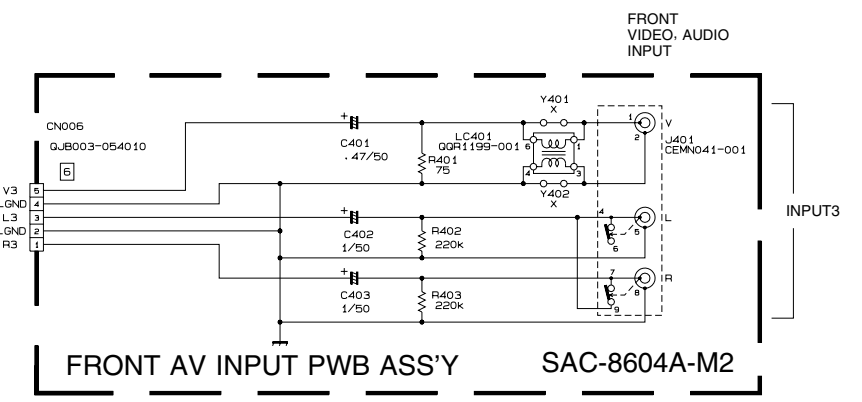 FRONT
VIDEO, AUDIO
INPUT
CN006
QJB003-054010
6
V3 5
LGND 4
L3 3
LGND 2
R3 1
+
C401
.47/50
R401
75
LC401
QQR1199-001
Y401
X
6 1
4 3
Y402
X
1
2
V
J401
CEMN041-001
INPUT3
+
C402
1/50
R402
220k
4
5
6
L
+
C403
1/50
R403
220k
7
8
9
R
FRONT AV INPUT PWB ASS'Y
SAC-8604A-M2